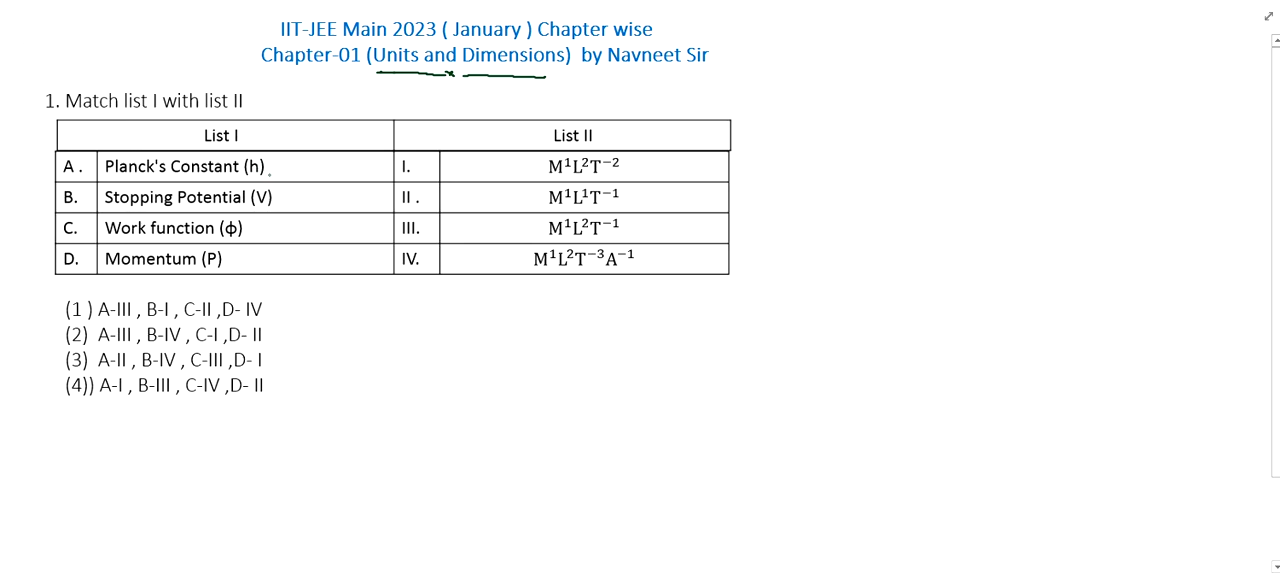 IIT-JEE Main 2023 ( January ) Chapter wise
Chapter-01 (Units and Dimensions) by Navneet Sir
1. Match list I with list II
List I List II
A . Planck's Constant (h) I. M¹L²T⁻²
B. Stopping Potential (V) II . M¹L¹T⁻¹
C. Work function (ϕ) III. M¹L²T⁻¹
D. Momentum (P) IV. M¹L²T⁻³A⁻¹
(1 ) A-III , B-I , C-II ,D- IV
(2) A-III , B-IV , C-I ,D- II
(3) A-II , B-IV , C-III ,D- I
(4)) A-I , B-III , C-IV ,D- II